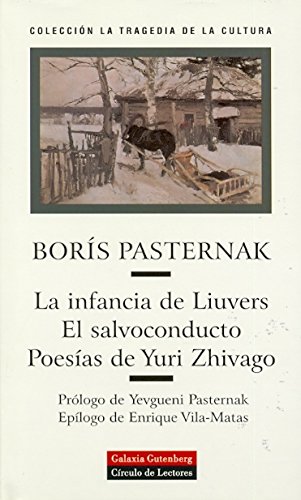 COLECCIÓN LA TRAGEDIA DE LA CULTURA
BORÍS PASTERNAK
La infancia de Liuvers
El salvoconducto
Poesías de Yuri Zhivago
Prólogo de Yevgueni Pasternak
Epílogo de Enrique Vila-Matas
Galaxia Gutenberg
Círculo de Lectores